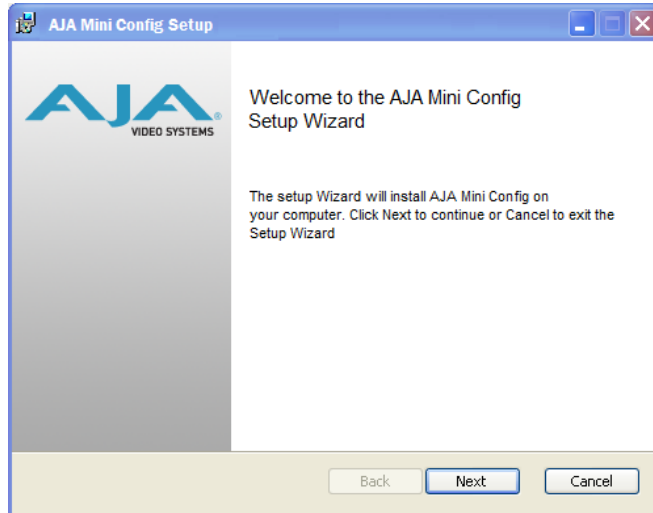 AJA Mini Config Setup
AJA
VIDEO SYSTEMS
Welcome to the AJA Mini Config
Setup Wizard
The setup Wizard will install AJA Mini Config on
your computer. Click Next to continue or Cancel to exit the
Setup Wizard
Back
Next
Cancel